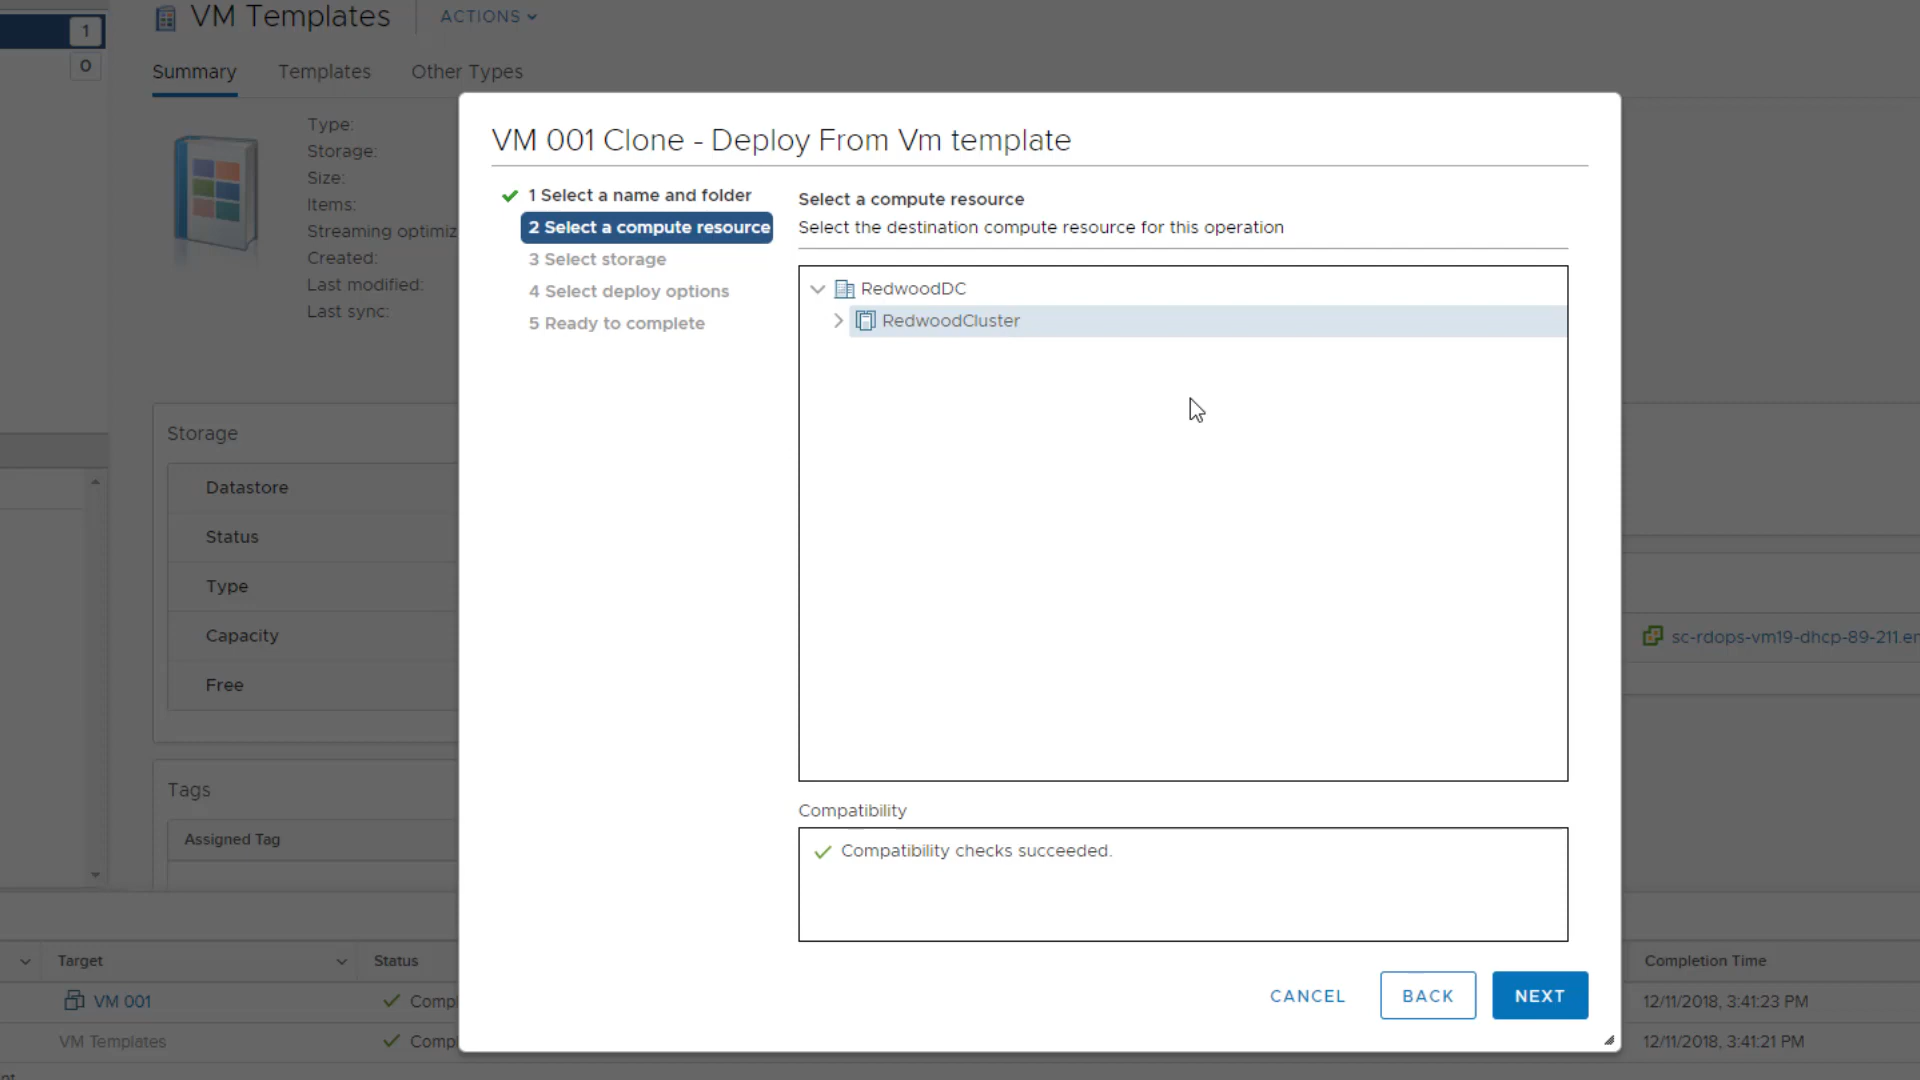 1
VM Templates
ACTIONS
0
Summary
Templates
Other Types
Type:
Storage:
Size:
Items:
Streaming optimiz
Created:
Last modified:
Last sync:
VM 001 Clone - Deploy From Vm template
1 Select a name and folder
2 Select a compute resource
3 Select storage
4 Select deploy options
5 Ready to complete
Select a compute resource
Select the destination compute resource for this operation
RedwoodDC
RedwoodCluster
Compatibility
Compatibility checks succeeded.
CANCEL
BACK
NEXT
Storage
Datastore
Status
Type
Capacity
Free
Tags
Assigned Tag
sc-rdops-vm19-dhcp-89-211.en
Target
Status
Completion Time
VM 001
Comp
12/11/2018, 3:41:23 PM
VM Templates
Comp
12/11/2018, 3:41:21 PM